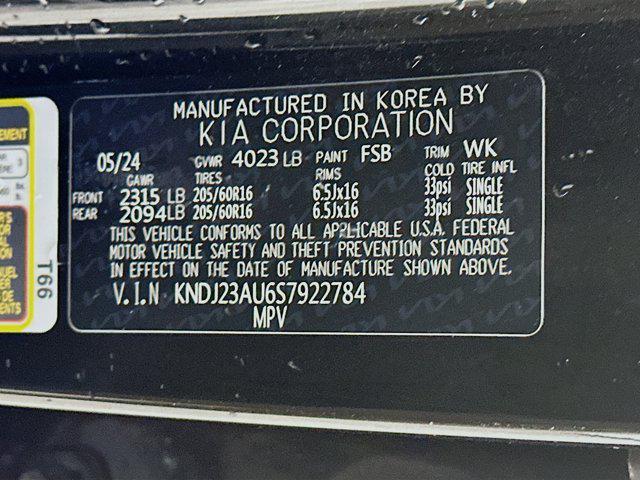 MANUFACTURED IN KOREA BY
KIA CORPORATION
05/24 GVWR 4023 LB PAINT FSB TRIM WK
GAWR TIRES RIMS COLD TIRE INFL
FRONT 2315 LB 205/60R16 6.5Jx16 33psi SINGLE
REAR 2094 LB 205/60R16 6.5Jx16 33psi SINGLE
THIS VEHICLE CONFORMS TO ALL APPLICABLE U.S.A. FEDERAL
MOTOR VEHICLE SAFETY AND THEFT PREVENTION STANDARDS
IN EFFECT ON THE DATE OF MANUFACTURE SHOWN ABOVE.
V.I.N KNDJ23AU6S7922784
MPV
T66